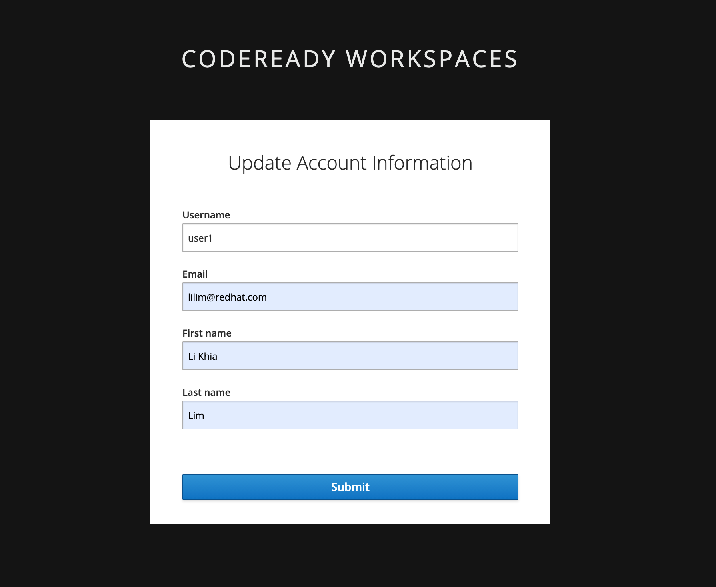 CODEREADY WORKSPACES
Update Account Information
Username
user1
Email
lilim@redhat.com
First name
Li Khia
Last name
Lim
Submit